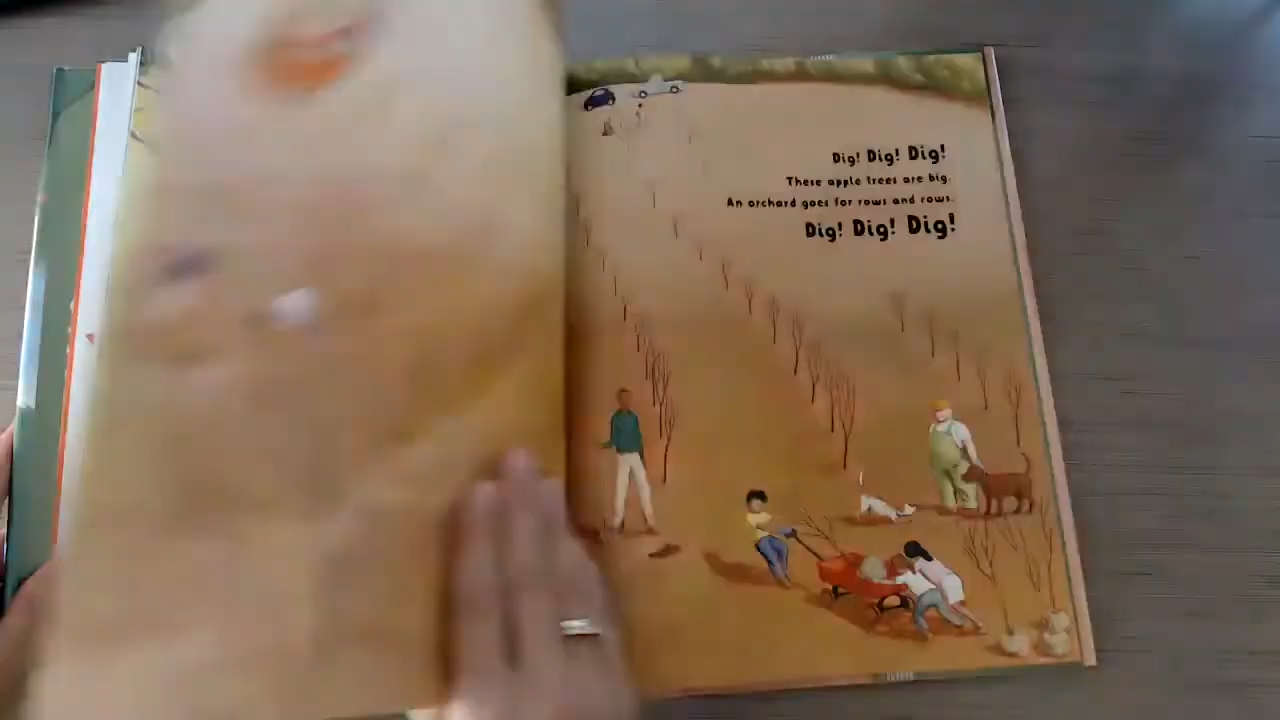 Dig! Dig! Dig!
These apple trees are big.
An orchard goes for rows and rows.
Dig! Dig! Dig!